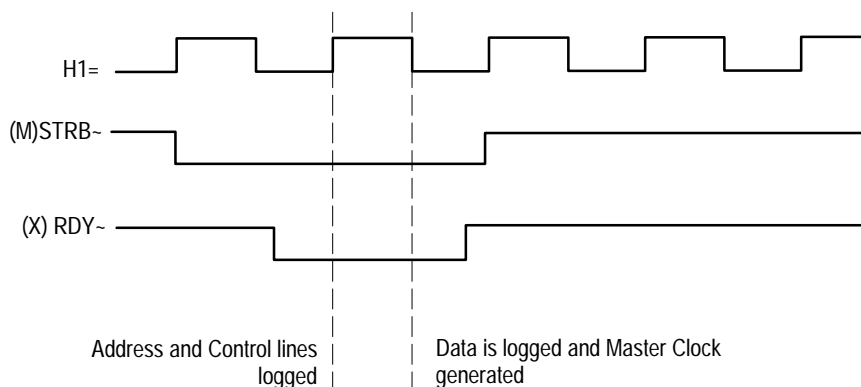 H1=
(M)STRB~
(X) RDY~
Address and Control lines
logged
Data is logged and Master Clock
generated